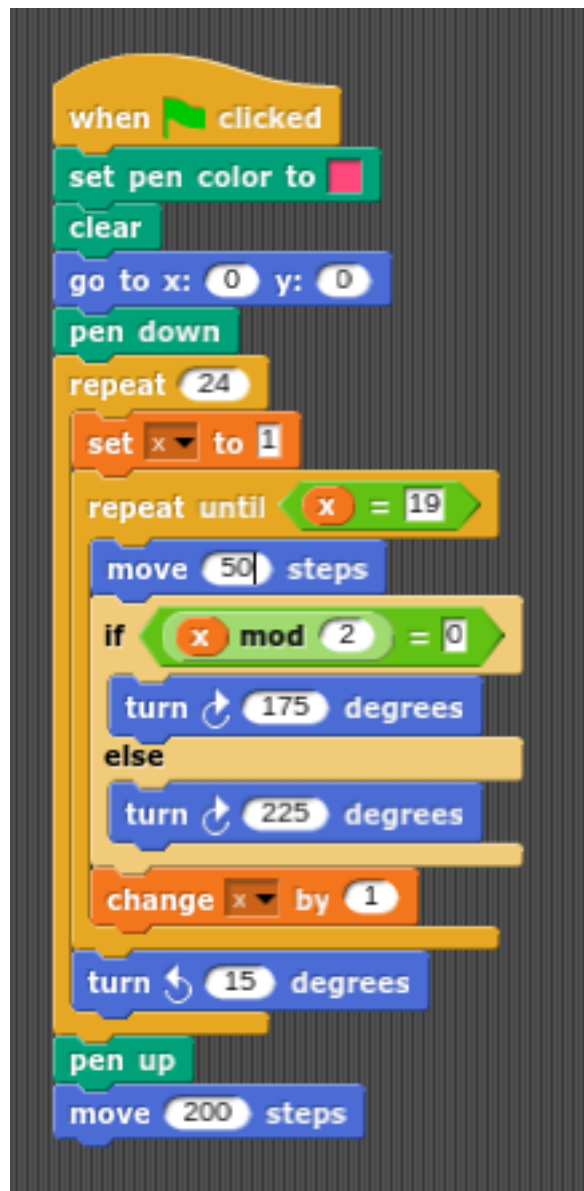 when clicked
set pen color to
clear
go to x: 0 y: 0
pen down
repeat 24
set x to 1
repeat until x = 19
move 50 steps
if x mod 2 = 0
turn 175 degrees
else
turn 225 degrees
change x by 1
turn 15 degrees
pen up
move 200 steps